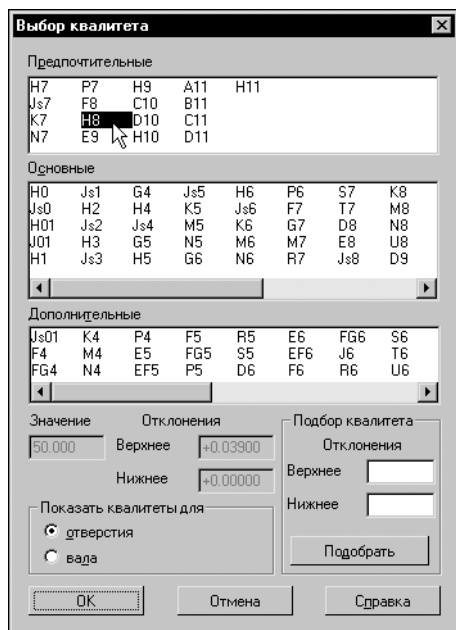 Выбор квалитета
Предпочтительные
H7 P7 H9 A11 H11
Js7 F8 C10 B11
K7 H8 D10 C11
N7 E9 H10 D11
Основные
H0 Js1 G4 Js5 H6 P6 S7 K8
Js0 H2 H4 K5 Js6 F7 T7 M8
H01 Js2 Js4 M5 K6 G7 D8 N8
J01 H3 G5 N5 M6 M7 E8 U8
H1 Js3 H5 G6 N6 R7 Js8 D9
Дополнительные
Js01 K4 P4 F5 R5 E6 FG6 S6
F4 M4 E5 FG5 S5 EF6 J6 T6
FG4 N4 EF5 P5 D6 F6 R6 U6
Значение Отклонения
50.000 Верхнее +0.03900
Нижнее +0.00000
Подбор квалитета
Отклонения
Верхнее
Нижнее
Подобрать
Показать квалитеты для
отверстия
вала
OK Отмена Справка